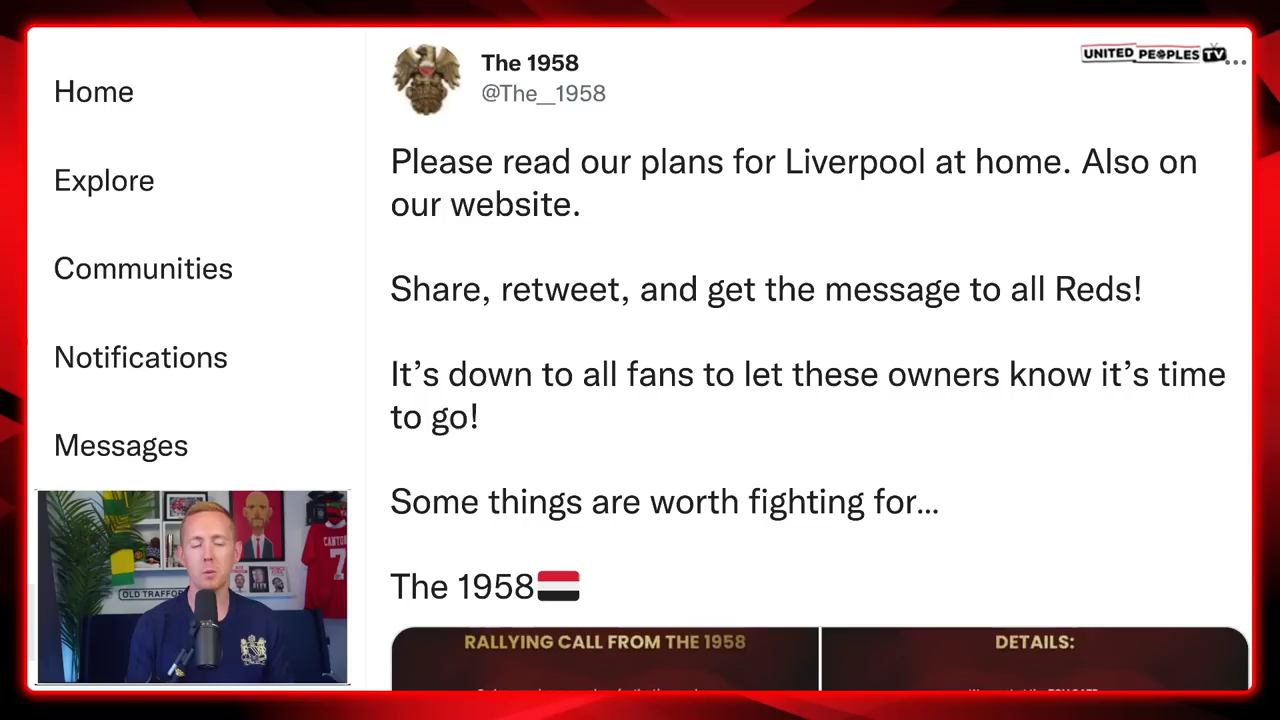 Home
Explore
Communities
Notifications
Messages
The 1958
@The__1958
UNITED PEOPLES TV
Please read our plans for Liverpool at home. Also on
our website.
Share, retweet, and get the message to all Reds!
It’s down to all fans to let these owners know it’s time
to go!
Some things are worth fighting for...
The 1958
RALLYING CALL FROM THE 1958
DETAILS:
OLD TRAFFOR
CANTO
7